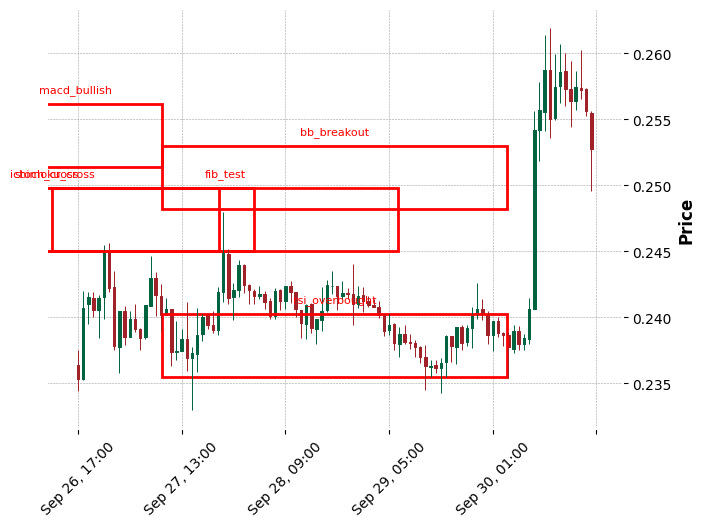 macd_bullish
bb_breakout
fib_test
rsi_overbought
0.260
0.255
0.250
0.245
0.240
0.235
Price
Sep 26, 17:00
Sep 27, 13:00
Sep 28, 09:00
Sep 29, 05:00
Sep 30, 01:00